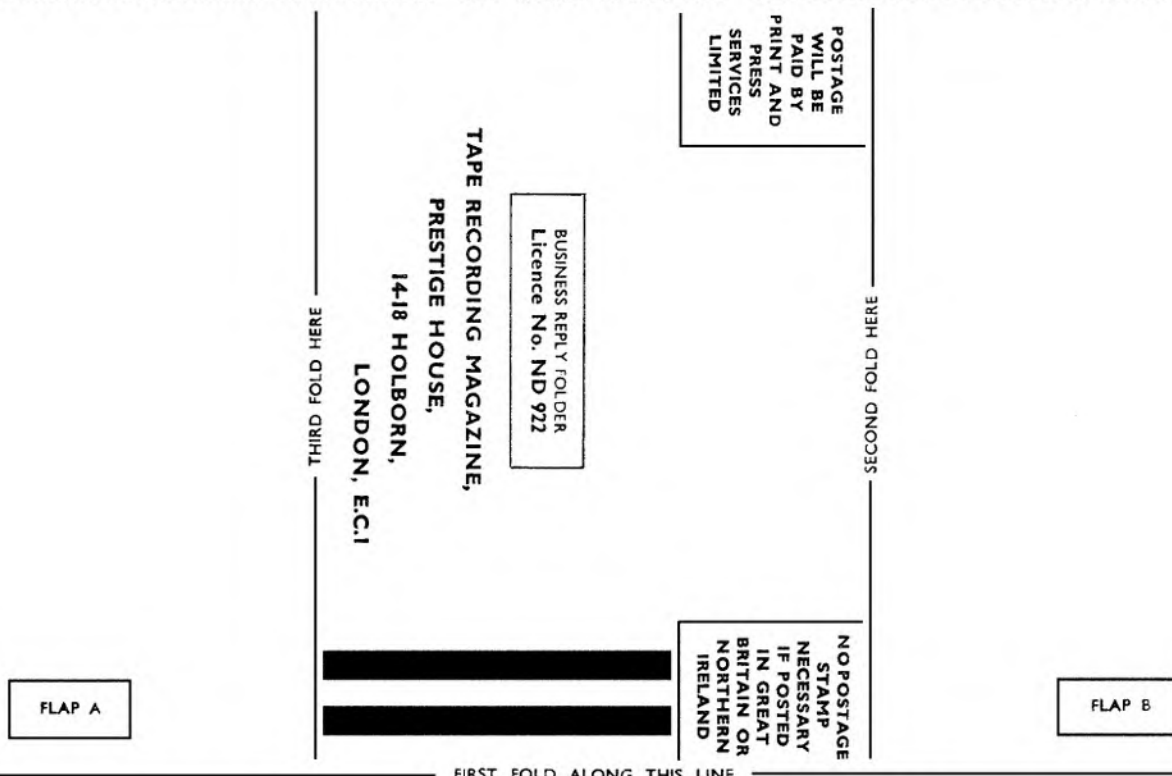 POSTAGE
WILL BE
PAID BY
PRINT AND
PRESS
SERVICES
LIMITED
NO POSTAGE
STAMP
NECESSARY
IF POSTED
IN GREAT
BRITAIN OR
NORTHERN
IRELAND
SECOND FOLD HERE
BUSINESS REPLY FOLDER
Licence No. ND 922
TAPE RECORDING MAGAZINE,
PRESTIGE HOUSE,
14-18 HOLBORN,
LONDON, E.C.1
THIRD FOLD HERE
FLAP A
FLAP B
FIRST FOLD ALONG THIS LINE